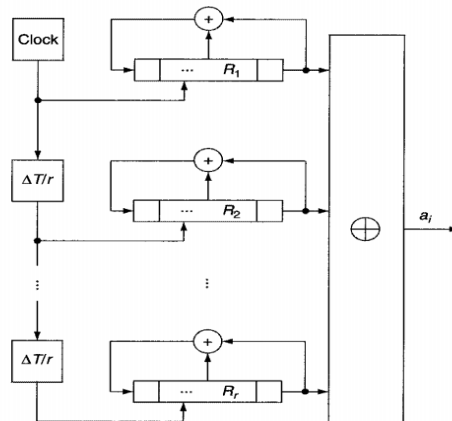 Clock
+
... R₁
ΔT/r
+
... R₂
⊕
aᵢ
...
...
ΔT/r
+
... Rᵣ